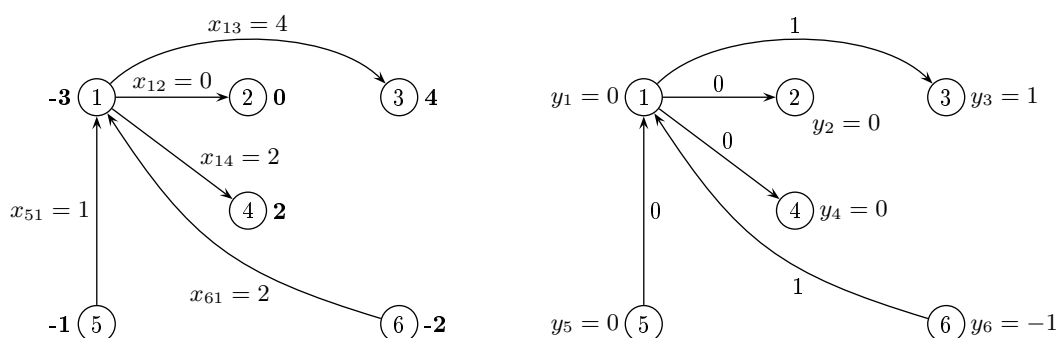 x₁₃ = 4
1
-3 1 x₁₂ = 0 2 0 3 4
y₁ = 0 1 0 2 3 y₃ = 1
y₂ = 0
x₁₄ = 2
0
x₅₁ = 1 4 2
0 4 y₄ = 0
x₆₁ = 2
1
-1 5 6 -2
y₅ = 0 5 6 y₆ = −1